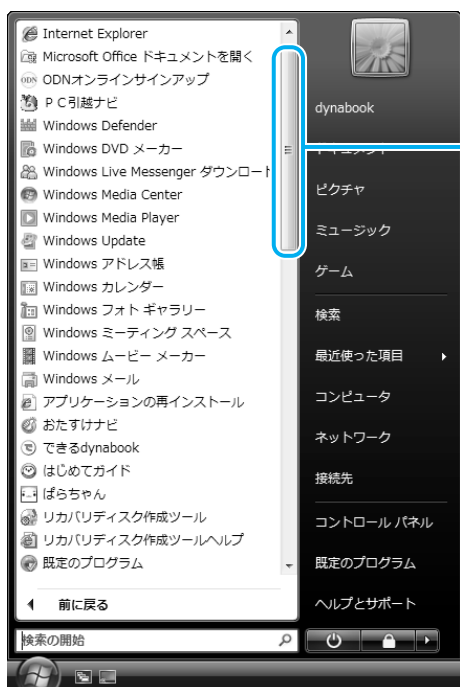 Internet Explorer
Microsoft Office ドキュメントを開く
ODN
ODNオンラインサインアップ
ＰＣ引越ナビ
Windows Defender
Windows DVD メーカー
Windows Live Messenger ダウンロード
Windows Media Center
Windows Media Player
Windows Update
Windows アドレス帳
Windows カレンダー
Windows フォト ギャラリー
Windows ミーティング スペース
Windows ムービー メーカー
Windows メール
アプリケーションの再インストール
おたすけナビ
できるdynabook
はじめてガイド
ぱらちゃん
リカバリディスク作成ツール
リカバリディスク作成ツールヘルプ
既定のプログラム
前に戻る
検索の開始
dynabook
ドキュメント
ピクチャ
ミュージック
ゲーム
検索
最近使った項目
コンピュータ
ネットワーク
接続先
コントロール パネル
既定のプログラム
ヘルプとサポート